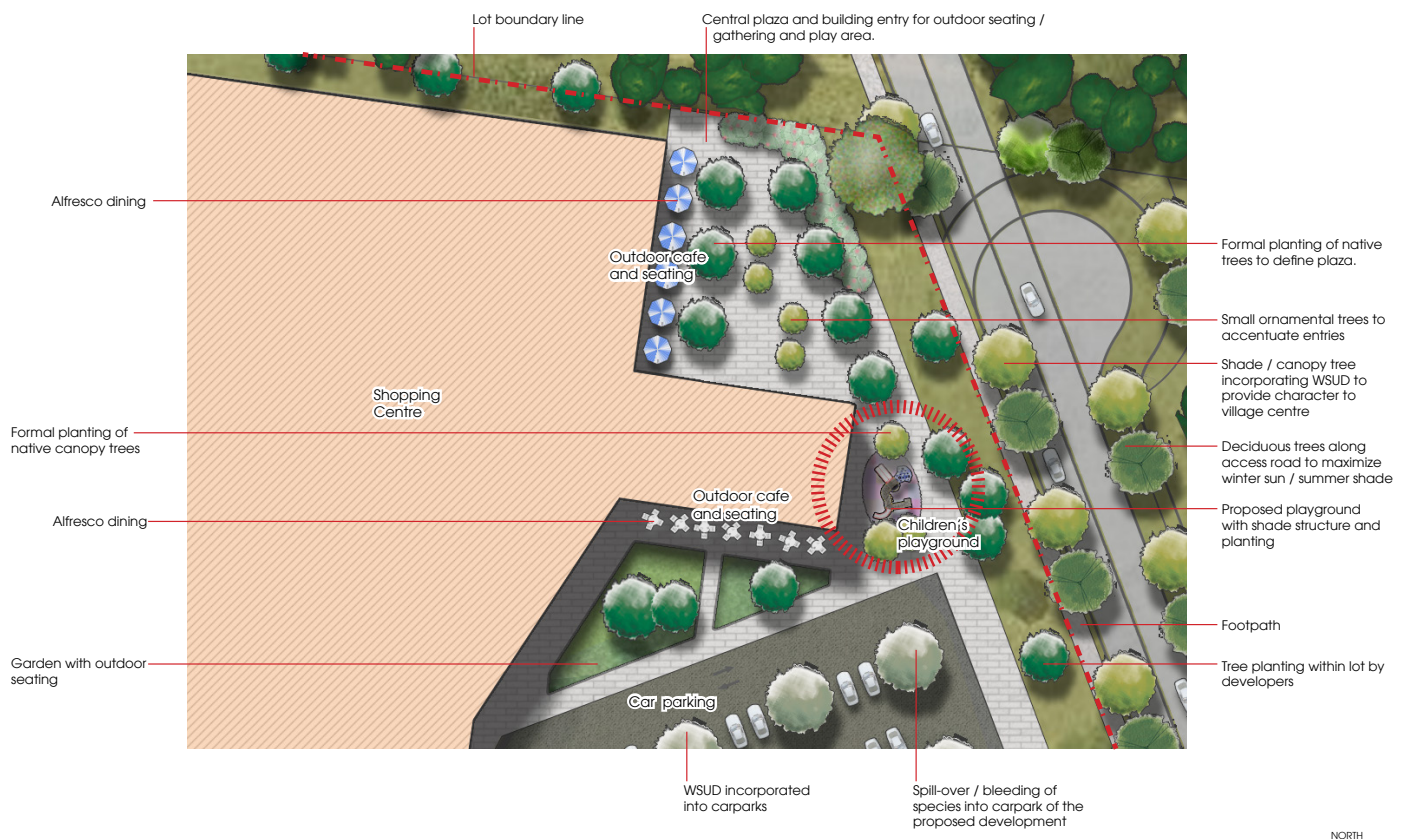 Lot boundary line
Central plaza and building entry for outdoor seating /
gathering and play area.
Alfresco dining
Outdoor cafe
and seating
Formal planting of native
trees to define plaza.
Small ornamental trees to
accentuate entries
Shade / canopy tree
incorporating WSUD to
provide character to
village centre
Shopping
Centre
Formal planting of
native canopy trees
Deciduous trees along
access road to maximize
winter sun / summer shade
Outdoor cafe
and seating
Alfresco dining
Children's
playground
Proposed playground
with shade structure and
planting
Footpath
Garden with outdoor
seating
Tree planting within lot by
developers
Car parking
WSUD incorporated
into carparks
Spill-over / bleeding of
species into carpark of the
proposed development
NORTH